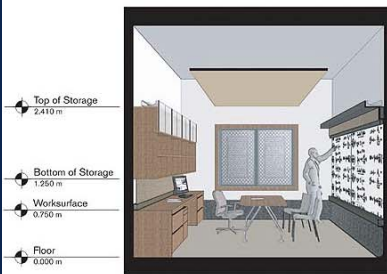 Top of Storage
2.410 m
Bottom of Storage
1.250 m
Worksurface
0.750 m
Floor
0.000 m